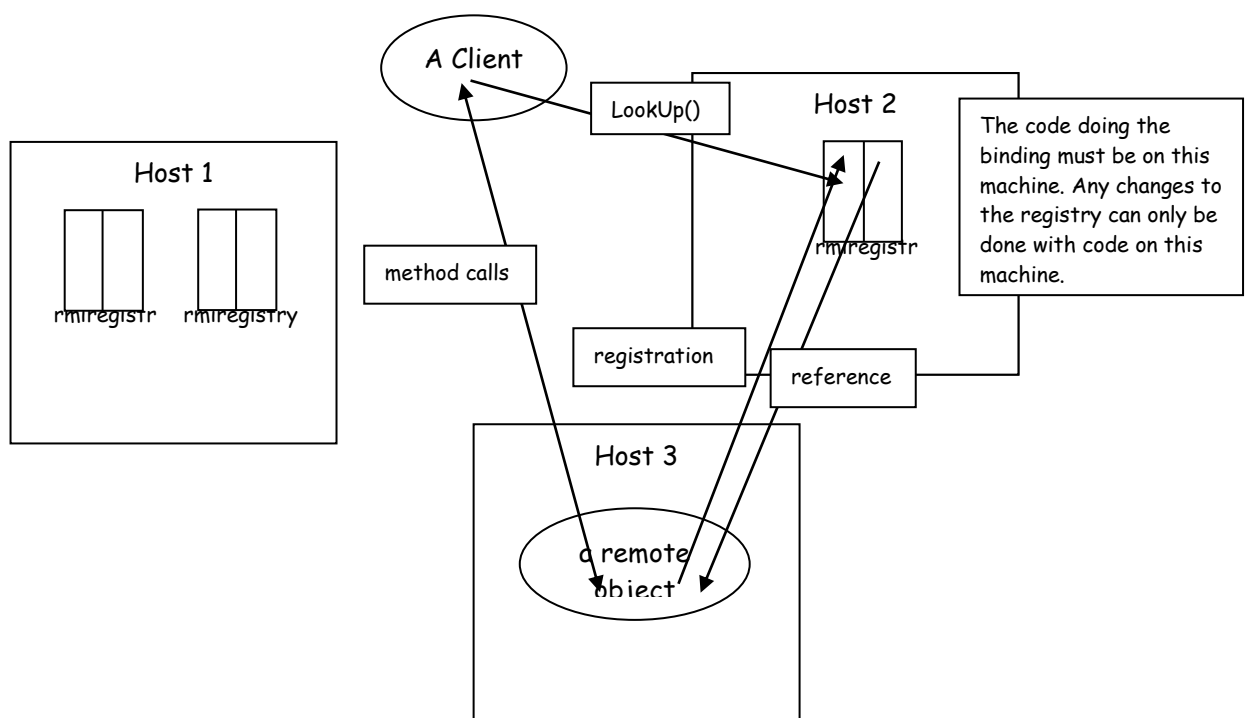 A Client
LookUp()
Host 2
The code doing the
binding must be on this
machine. Any changes to
the registry can only be
done with code on this
machine.
Host 1
rmiregistr
rmiregistry
rmiregistr
method calls
registration
reference
Host 3
a remote
object